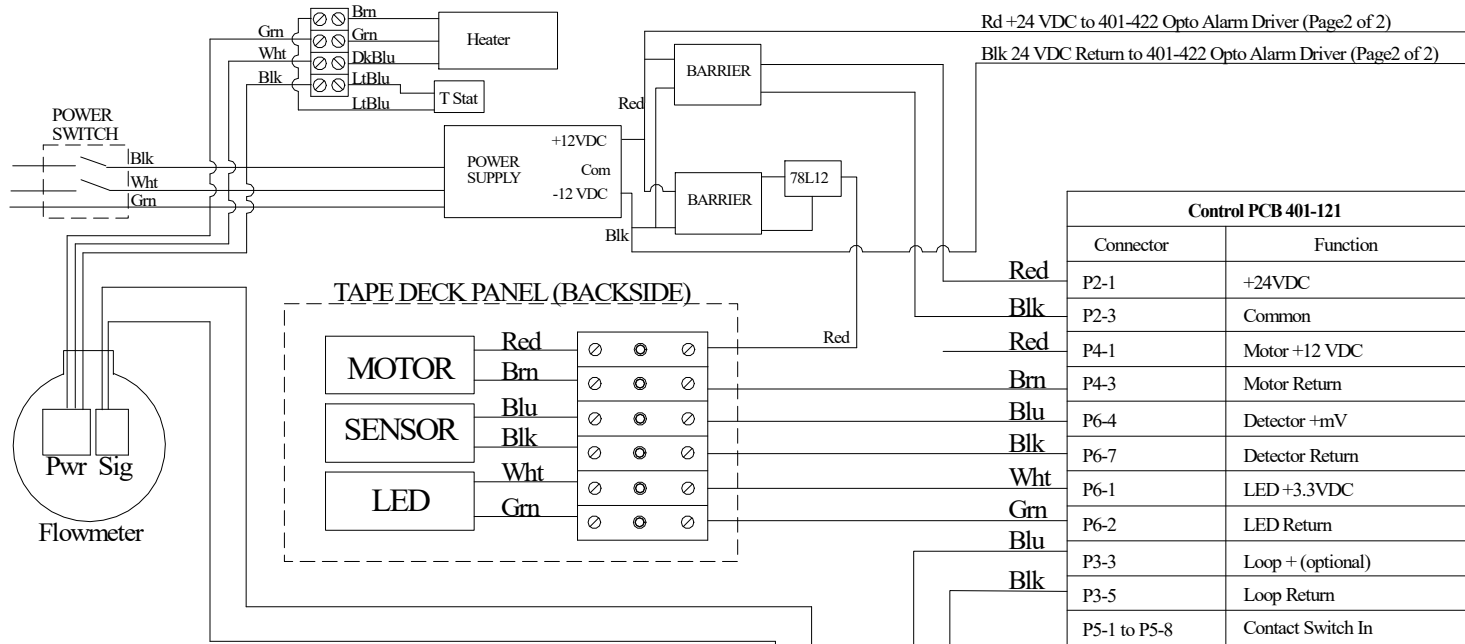 Rd +24 VDC to 401-422 Opto Alarm Driver (Page2 of 2)
Blk 24 VDC Return to 401-422 Opto Alarm Driver (Page2 of 2)
Brn
Grn Grn
Heater
Wht DkBlu
Blk LtBlu
LtBlu
T Stat
BARRIER
Red
POWER
SWITCH
Blk
Wht
Grn
POWER
SUPPLY
+12VDC
Com
-12 VDC
BARRIER
78L12
Blk
TAPE DECK PANEL (BACKSIDE)
MOTOR
Red
Brn
SENSOR
Blu
Blk
LED
Wht
Grn
Red
Pwr Sig
Flowmeter
Control PCB 401-121
Connector Function
Red P2-1 +24VDC
Blk P2-3 Common
Red P4-1 Motor +12 VDC
Brn P4-3 Motor Return
Blu P6-4 Detector +mV
Blk P6-7 Detector Return
Wht P6-1 LED +3.3VDC
Grn P6-2 LED Return
Blu P3-3 Loop + (optional)
Blk P3-5 Loop Return
P5-1 to P5-8 Contact Switch In